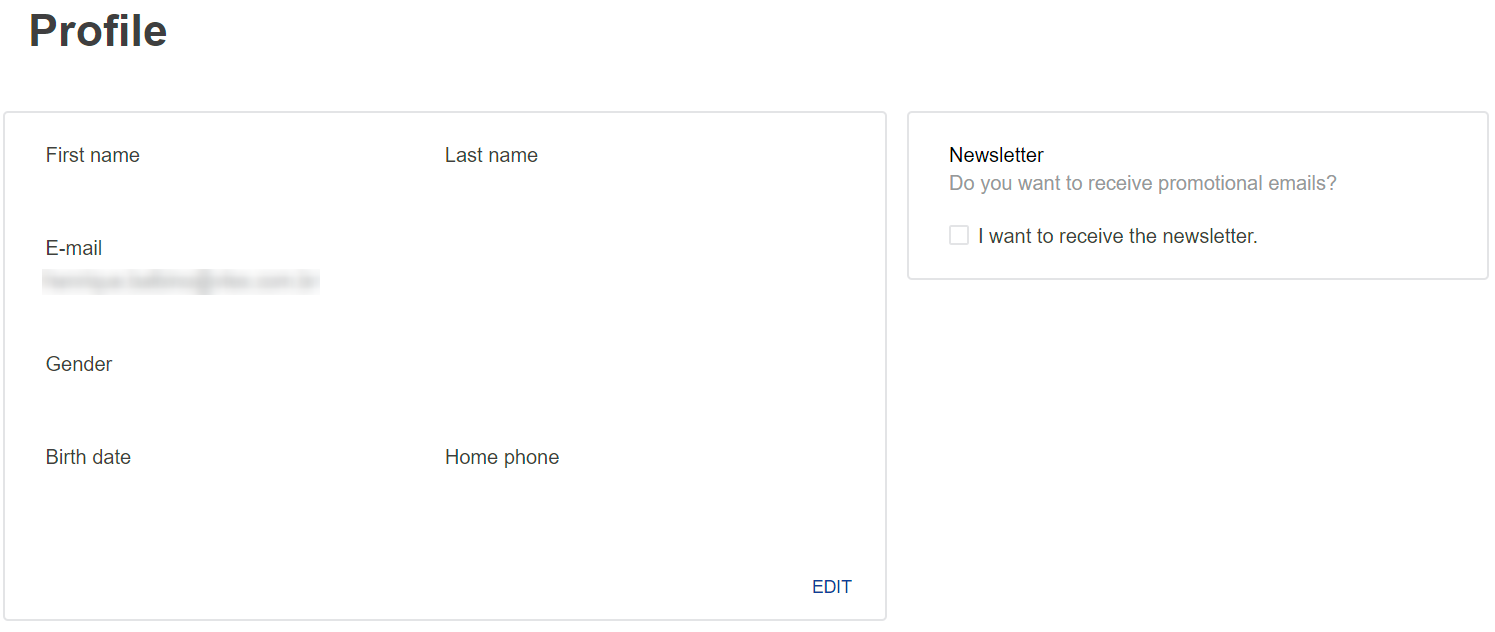 Profile
First name
Last name
E-mail
Gender
Birth date
Home phone
EDIT
Newsletter
Do you want to receive promotional emails?
I want to receive the newsletter.